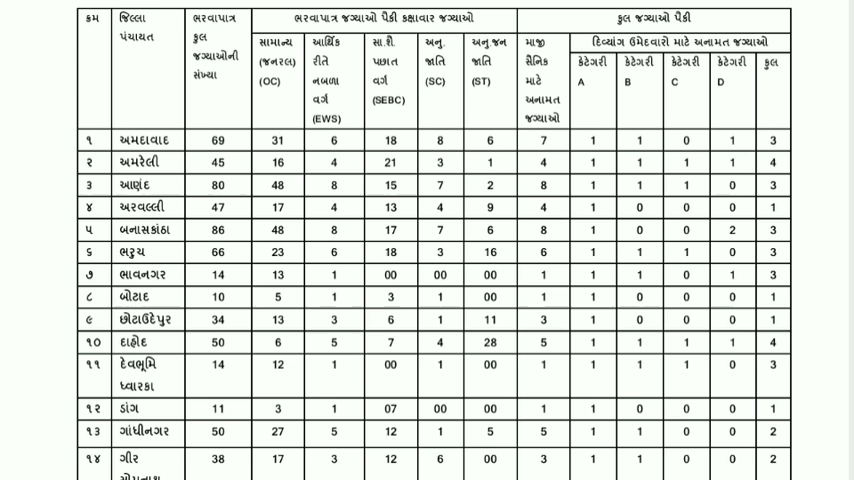 ક્રમ જિલ્લા પંચાયત ભરવાપાત્ર કુલ જગ્યાઓની સંખ્યા ભરવાપાત્ર જગ્યાઓ પૈકી કક્ષાવાર જગ્યાઓ કુલ જગ્યાઓ પૈકી
સામાન્ય (જનરલ) (OC) આર્થિક રીતે નબળા વર્ગ (EWS) સા.શૈ. પછાત વર્ગ (SEBC) અનુ. જાતિ (SC) અનુ.જન જાતિ (ST) માજી સૈનિક માટે અનામત જગ્યાઓ દિવ્યાંગ ઉમેદવારો માટે અનામત જગ્યાઓ
કેટેગરી A કેટેગરી B કેટેગરી C કેટેગરી D કુલ
૧ અમદાવાદ 69 31 6 18 8 6 7 1 1 0 1 3
૨ અમરેલી 45 16 4 21 3 1 4 1 1 1 1 4
૩ આણંદ 80 48 8 15 7 2 8 1 1 1 0 3
૪ અરવલ્લી 47 17 4 13 4 9 4 1 0 0 0 1
૫ બનાસકાંઠા 86 48 8 17 7 6 8 1 0 0 2 3
૬ ભરુચ 66 23 6 18 3 16 6 1 1 1 0 3
૭ ભાવનગર 14 13 1 00 00 00 1 1 1 0 1 3
૮ બોટાદ 10 5 1 3 1 00 1 1 0 0 0 1
૯ છોટાઉદેપુર 34 13 3 6 1 11 3 1 0 0 0 1
૧૦ દાહોદ 50 6 5 7 4 28 5 1 1 1 1 4
૧૧ દેવભૂમિ ધ્વારકા 14 12 1 00 1 00 1 1 1 1 0 3
૧૨ ડાંગ 11 3 1 07 00 00 1 1 0 0 0 1
૧૩ ગાંધીનગર 50 27 5 12 1 5 5 1 1 0 0 2
૧૪ ગીર 38 17 3 12 6 00 3 1 1 0 0 2